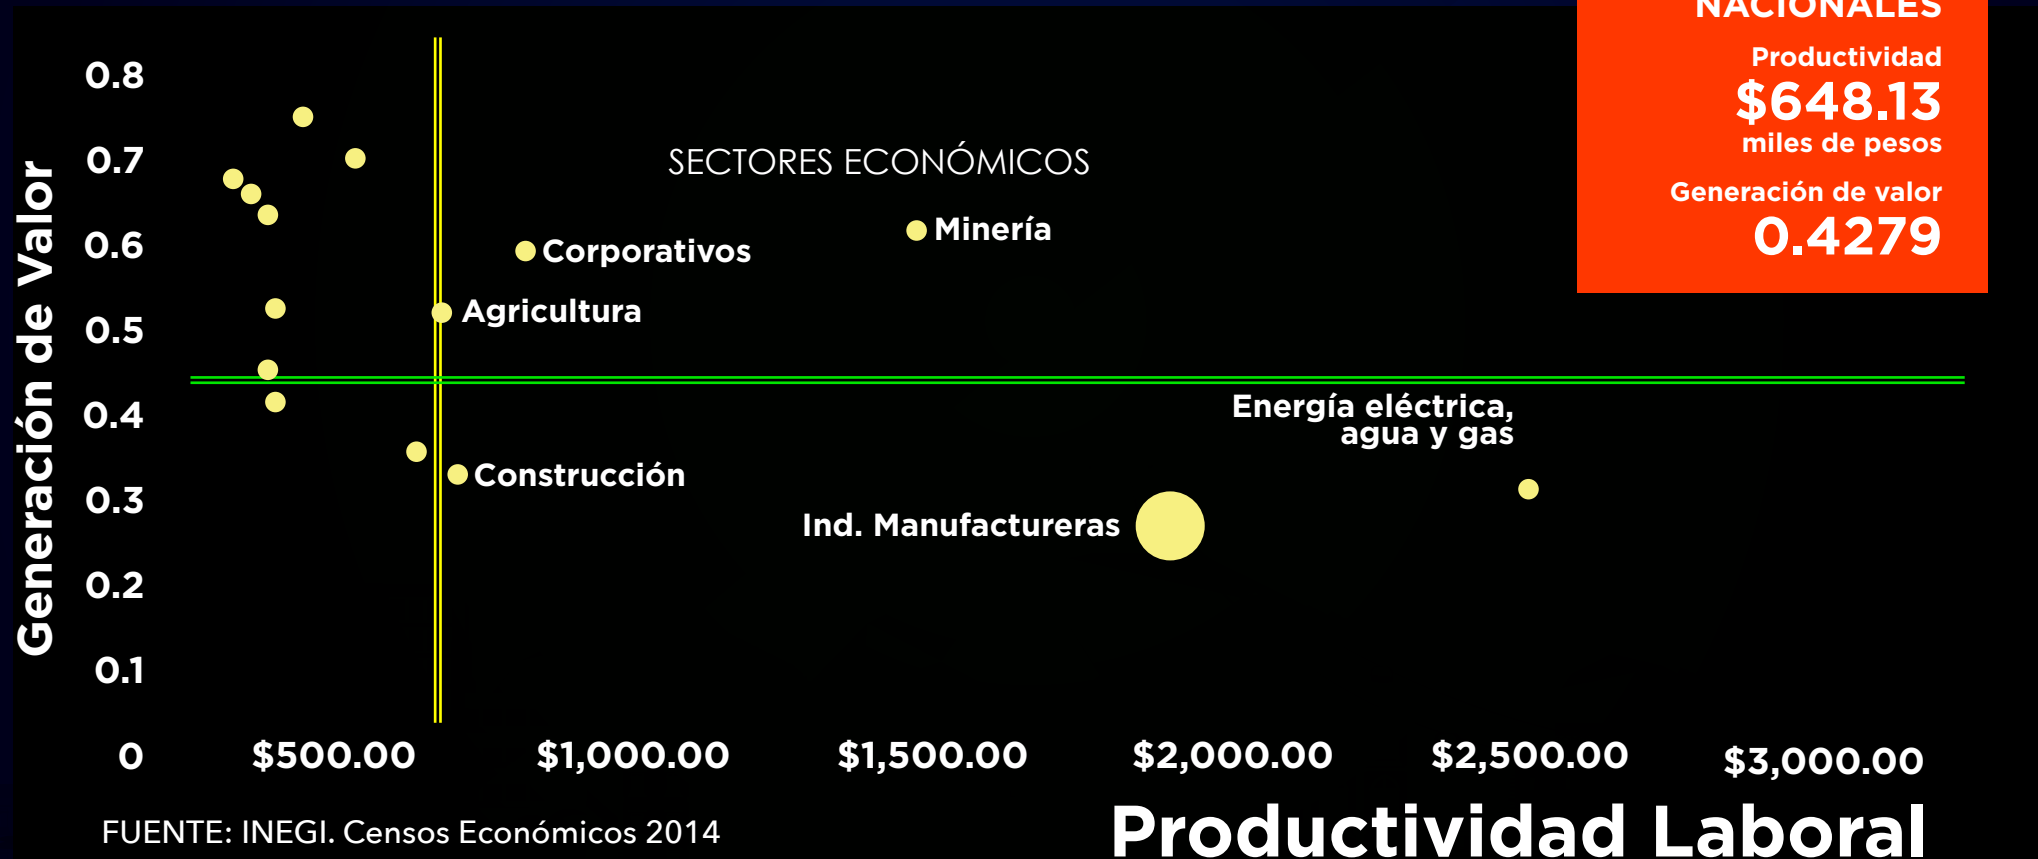 NACIONALES
Productividad
$648.13
miles de pesos
Generación de valor
0.4279
SECTORES ECONÓMICOS
Generación de Valor
0.8
0.7
0.6
0.5
0.4
0.3
0.2
0.1
0
Minería
Corporativos
Agricultura
Energía eléctrica,
agua y gas
Construcción
Ind. Manufactureras
$500.00
$1,000.00
$1,500.00
$2,000.00
$2,500.00
$3,000.00
Productividad Laboral
FUENTE: INEGI. Censos Económicos 2014